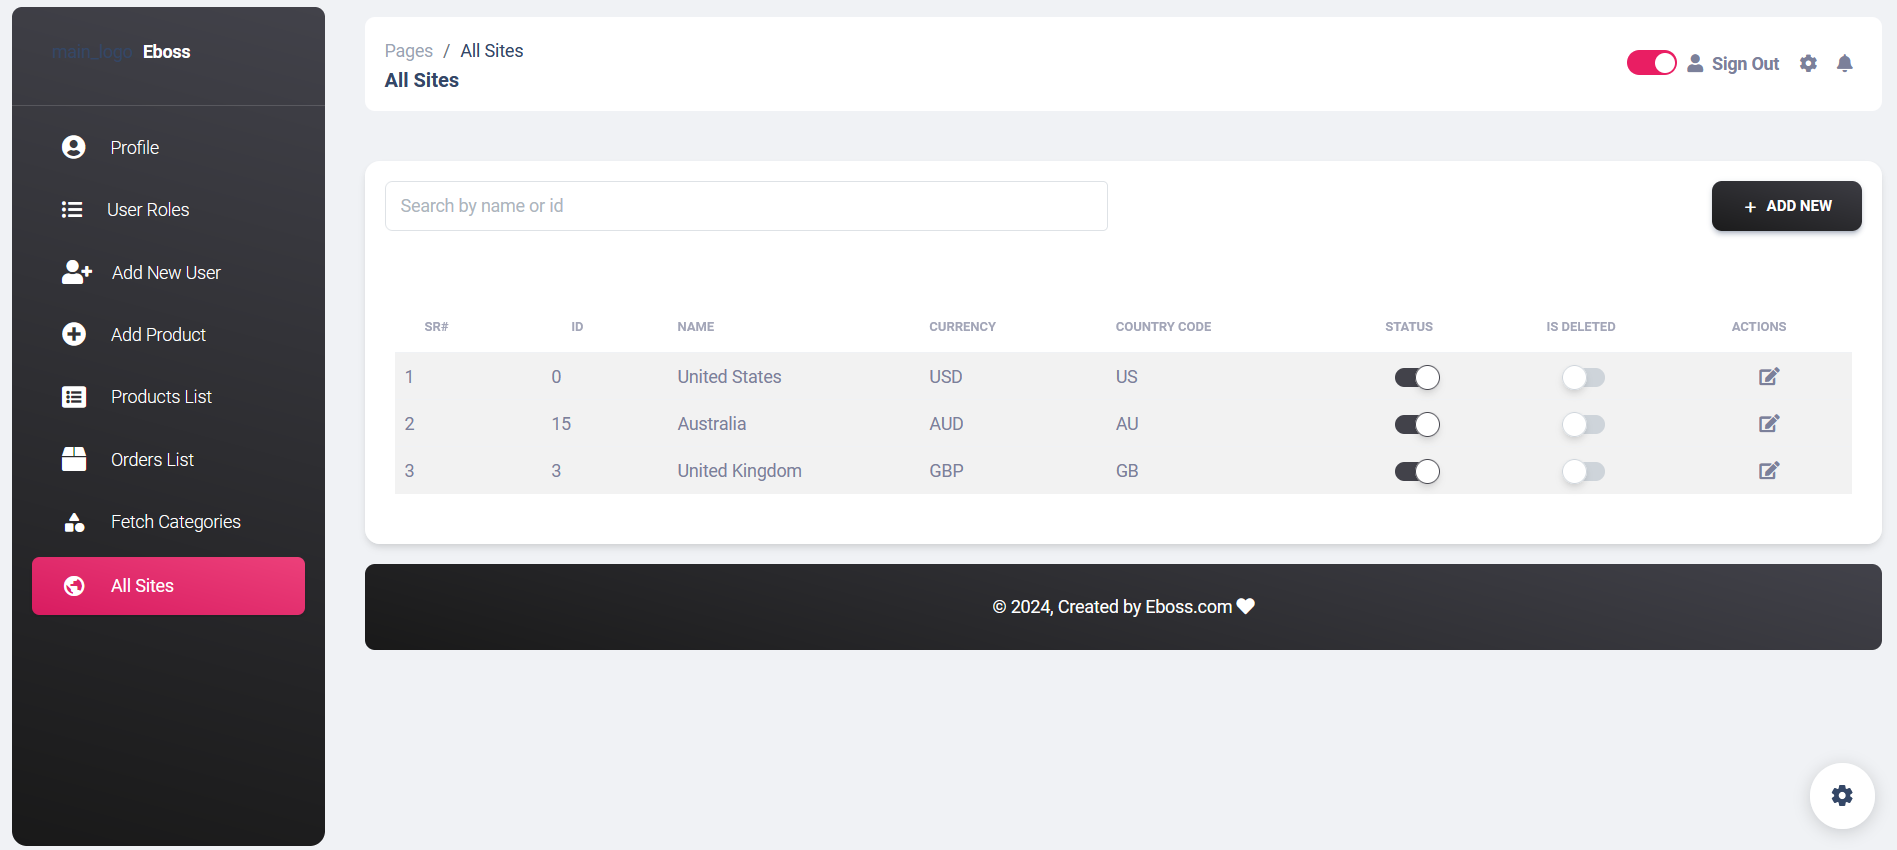 main_logo Eboss
Profile
User Roles
Add New User
Add Product
Products List
Orders List
Fetch Categories
All Sites
Pages / All Sites
All Sites
Sign Out
Search by name or id
+ ADD NEW
SR# ID NAME CURRENCY COUNTRY CODE STATUS IS DELETED ACTIONS
1 0 United States USD US
2 15 Australia AUD AU
3 3 United Kingdom GBP GB
© 2024, Created by Eboss.com